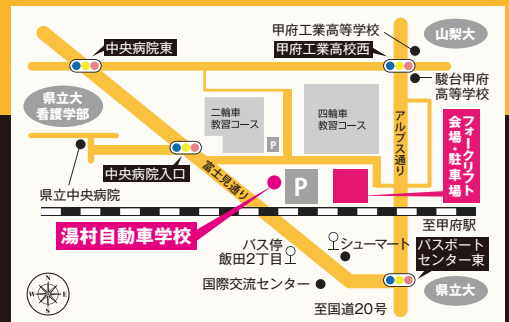 甲府工業高等学校
山梨大
中央病院東
甲府工業高校西
駿台甲府
高等学校
県立大
看護学部
二輪車
教習コース
四輪車
教習コース
P
アルプス通り
フォークリフト
会場・駐車場
中央病院入口
富士見通り
県立中央病院
P
湯村自動車学校
至甲府駅
バス停
飯田2丁目
シューマート
パスポート
センター東
国際交流センター
県立大
至国道20号
N
W
E
S